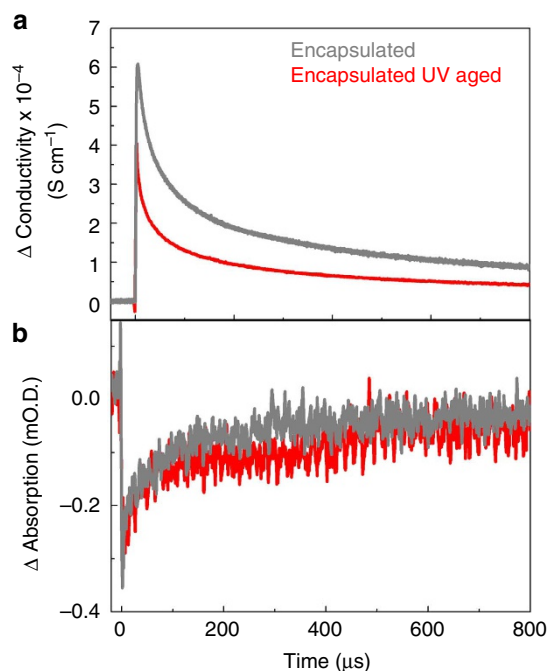 a
7
6
5
4
3
2
1
0
Δ Conductivity x 10⁻⁴
(S cm⁻¹)
Encapsulated
Encapsulated UV aged
b
0.0
−0.2
−0.4
Δ Absorption (mO.D.)
0 200 400 600 800
Time (μs)